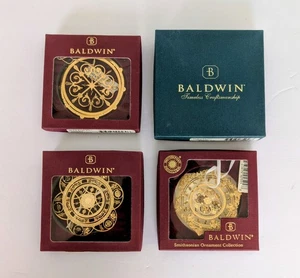 BALDWIN
B
BALDWIN
Timeless Craftsmanship
BALDWIN
BALDWIN
Smithsonian Ornament Collection